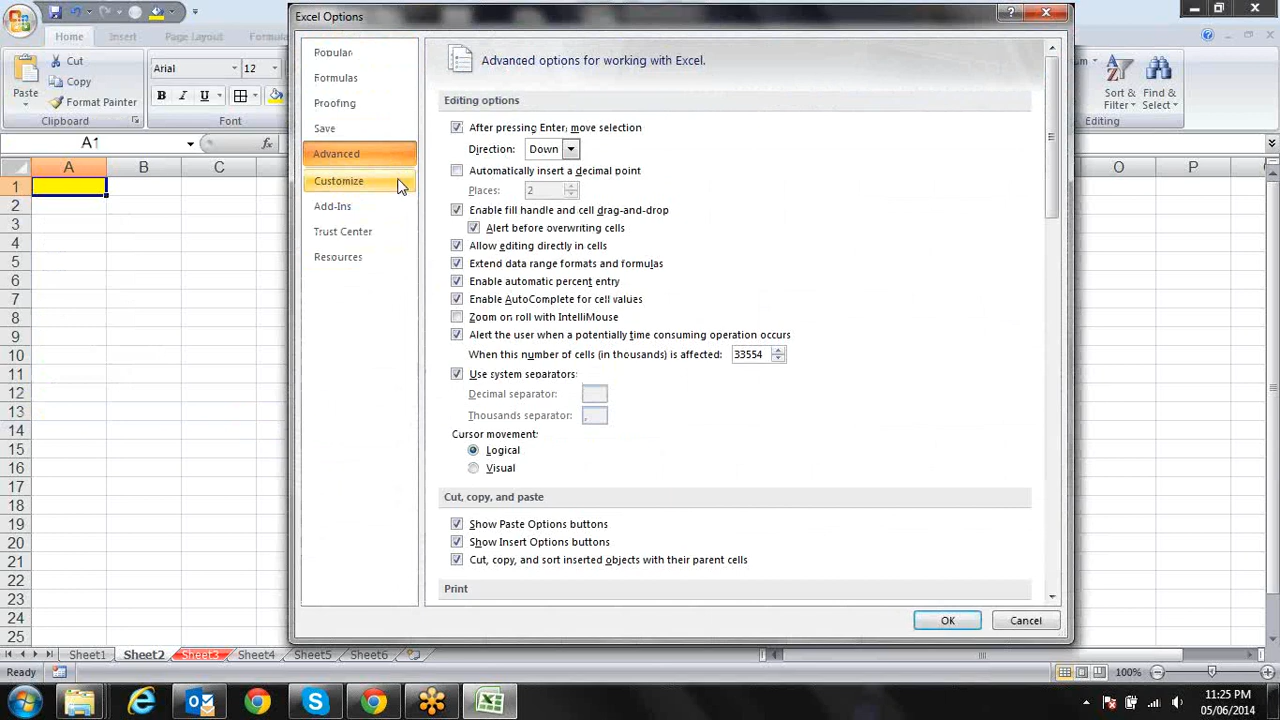 Excel Options
Home
Insert
Page Layout
Formulas
Paste
Cut
Copy
Format Painter
Clipboard
Arial
12
B I U
Font
Sort &
Filter
Find &
Select
Editing
A1
fx
A B C O P
1
2
3
4
5
6
7
8
9
10
11
12
13
14
15
16
17
18
19
20
21
22
23
24
25
Popular
Formulas
Proofing
Save
Advanced
Customize
Add-Ins
Trust Center
Resources
Advanced options for working with Excel.
Editing options
After pressing Enter, move selection
Direction: Down
Automatically insert a decimal point
Places: 2
Enable fill handle and cell drag-and-drop
Alert before overwriting cells
Allow editing directly in cells
Extend data range formats and formulas
Enable automatic percent entry
Enable AutoComplete for cell values
Zoom on roll with IntelliMouse
Alert the user when a potentially time consuming operation occurs
When this number of cells (in thousands) is affected: 33554
Use system separators:
Decimal separator:
Thousands separator: ,
Cursor movement:
Logical
Visual
Cut, copy, and paste
Show Paste Options buttons
Show Insert Options buttons
Cut, copy, and sort inserted objects with their parent cells
Print
OK Cancel
Sheet1 Sheet2 Sheet3 Sheet4 Sheet5 Sheet6
Ready
100%
11:25 PM
05/06/2014